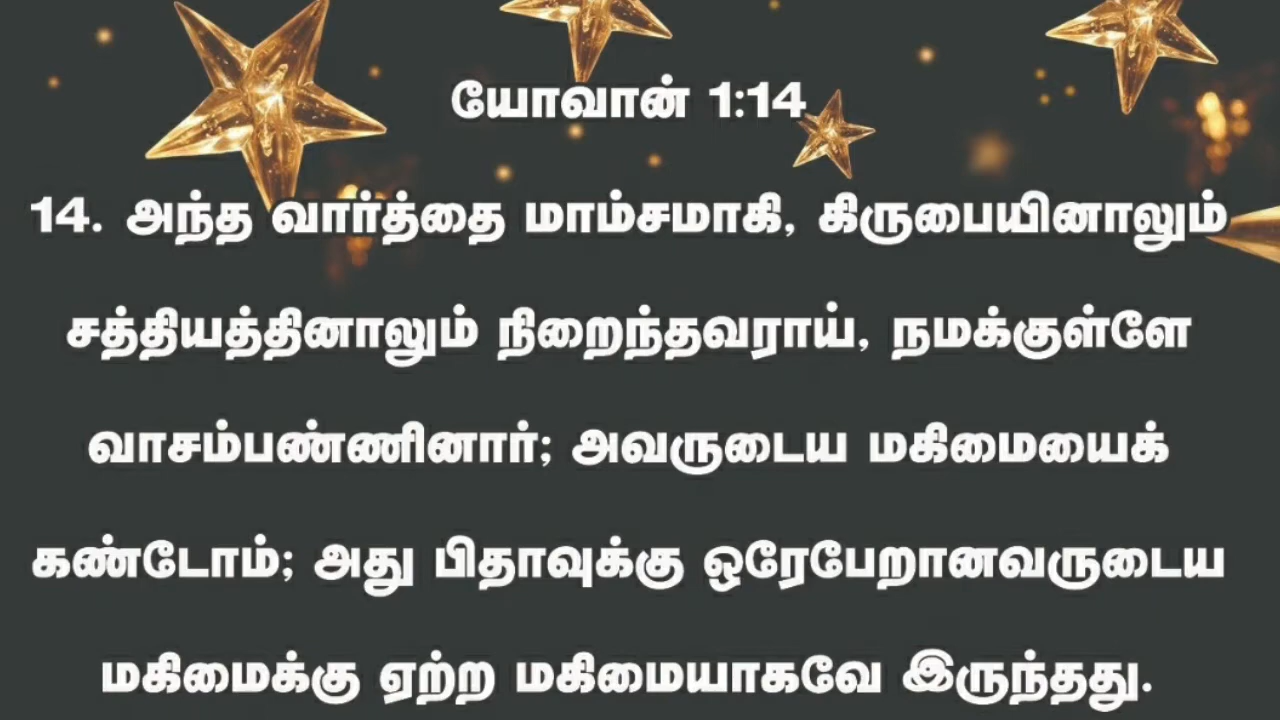 யோவான் 1:14
14. அந்த வார்த்தை மாம்சமாகி, கிருபையினாலும்
சத்தியத்தினாலும் நிறைந்தவராய், நமக்குள்ளே
வாசம்பண்ணினார்; அவருடைய மகிமையைக்
கண்டோம்; அது பிதாவுக்கு ஒரேபேறானவருடைய
மகிமைக்கு ஏற்ற மகிமையாகவே இருந்தது.